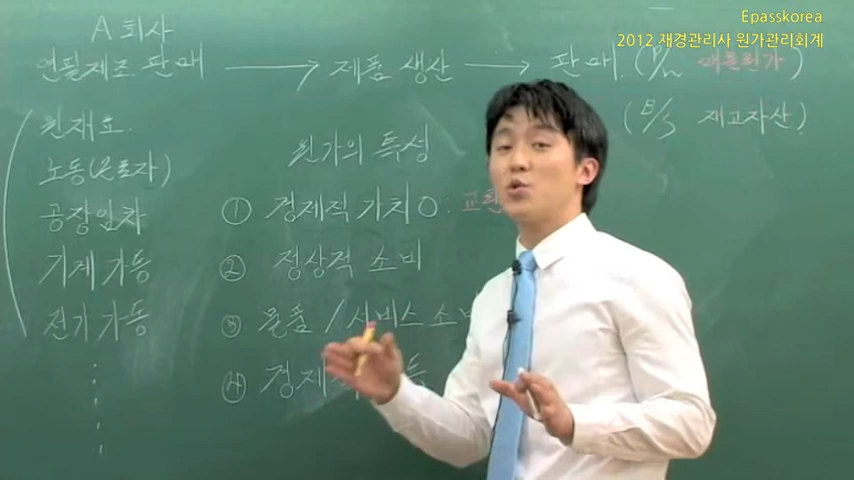 Epasskorea
2012 재경관리사 원가관리회계
A 회사
연필제조 판매 → 제품 생산 → 판매. (P/L 매출원가)
(B/S 재고자산)
원재료.
노동(근로자)
공장임차
기계가동
전기가동
원가의 특성
① 경제적 가치 O. 교환
② 정상적 소비
③ 물품 / 서비스 소비
④ 경제